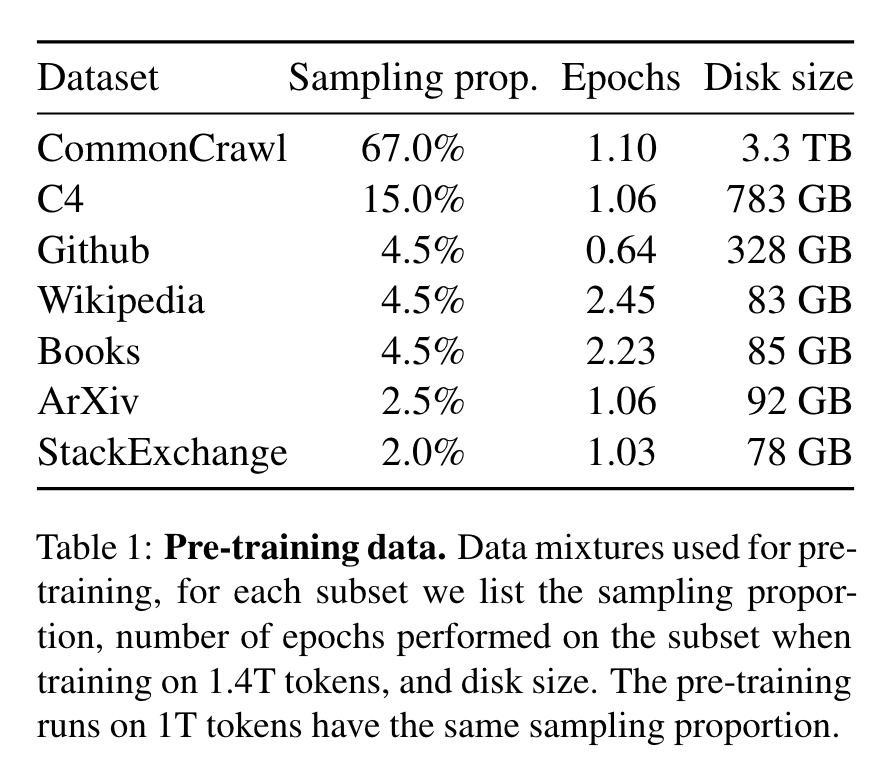 Dataset Sampling prop. Epochs Disk size
CommonCrawl 67.0% 1.10 3.3 TB
C4 15.0% 1.06 783 GB
Github 4.5% 0.64 328 GB
Wikipedia 4.5% 2.45 83 GB
Books 4.5% 2.23 85 GB
ArXiv 2.5% 1.06 92 GB
StackExchange 2.0% 1.03 78 GB
Table 1: Pre-training data. Data mixtures used for pre-
training, for each subset we list the sampling propor-
tion, number of epochs performed on the subset when
training on 1.4T tokens, and disk size. The pre-training
runs on 1T tokens have the same sampling proportion.